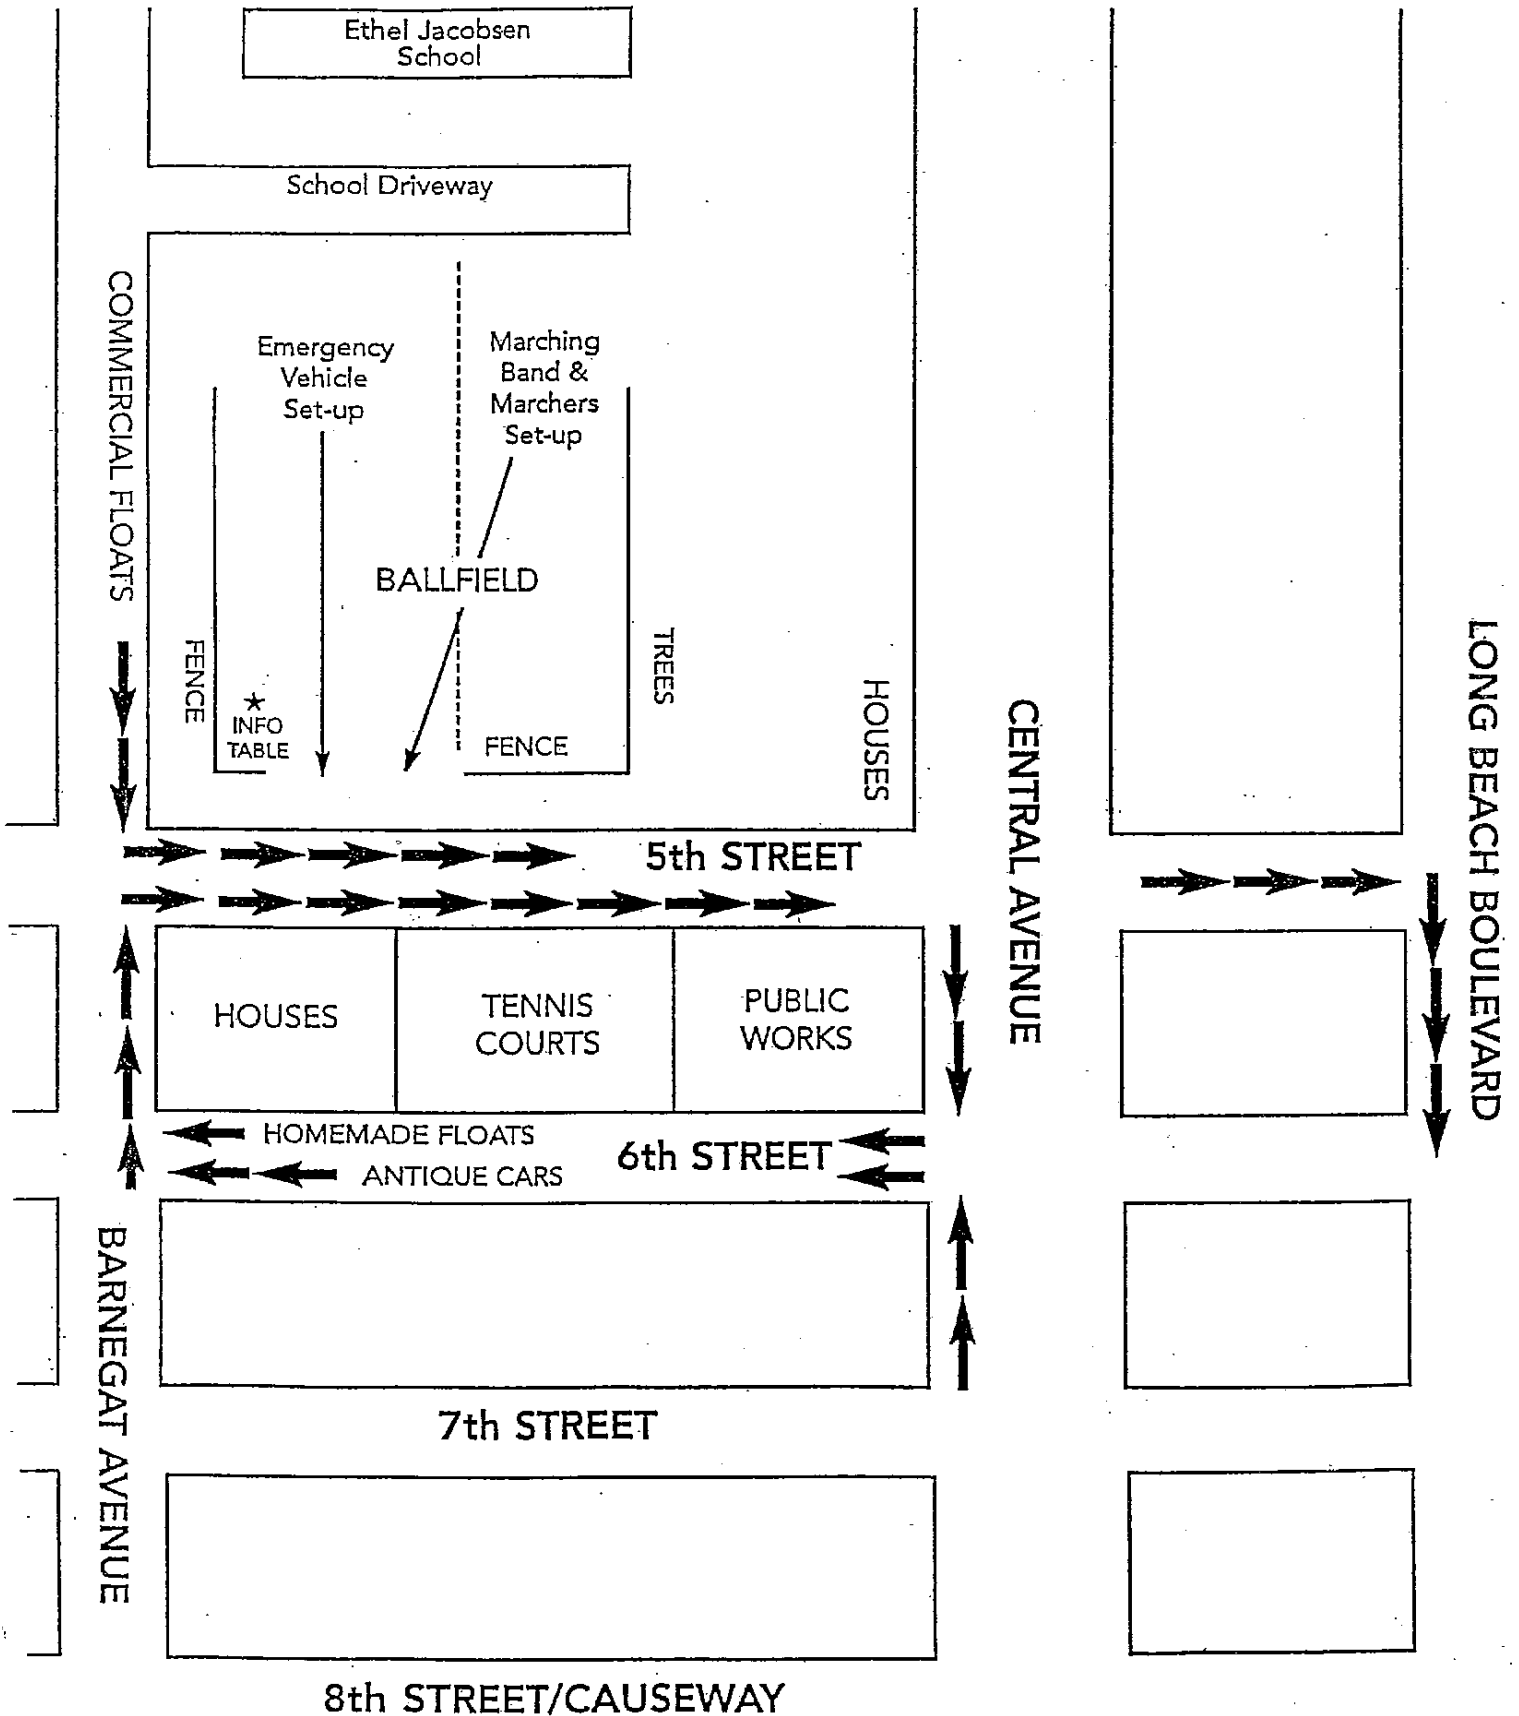 Ethel Jacobsen
School
School Driveway
COMMERCIAL FLOATS
Emergency
Vehicle
Set-up
Marching
Band &
Marchers
Set-up
BALLFIELD
FENCE
★
INFO
TABLE
FENCE
TREES
HOUSES
CENTRAL AVENUE
LONG BEACH BOULEVARD
5th STREET
HOUSES
TENNIS
COURTS
PUBLIC
WORKS
HOMEMADE FLOATS
6th STREET
ANTIQUE CARS
BARNEGAT AVENUE
7th STREET
8th STREET/CAUSEWAY